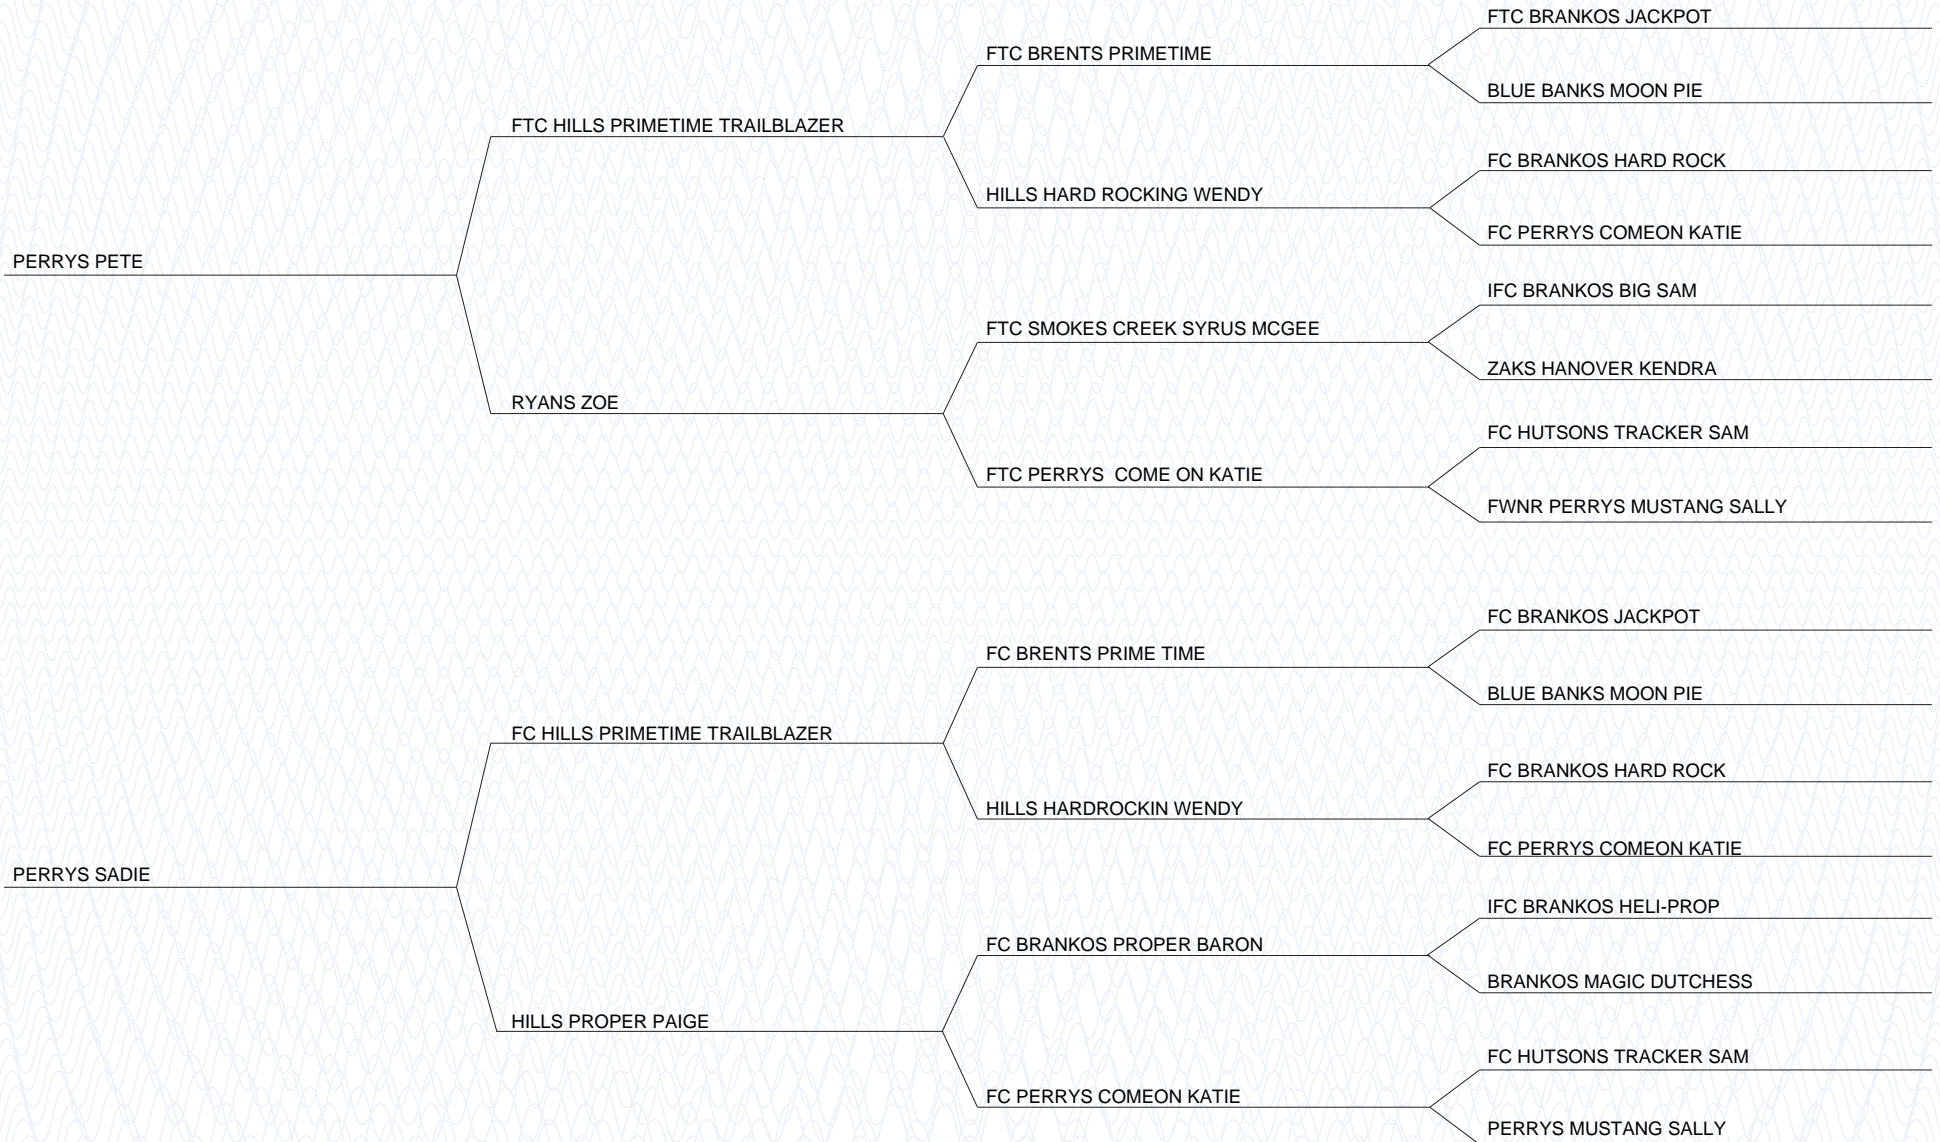 FTC BRANKOS JACKPOT
FTC BRENTS PRIMETIME
BLUE BANKS MOON PIE
FTC HILLS PRIMETIME TRAILBLAZER
FC BRANKOS HARD ROCK
HILLS HARD ROCKING WENDY
FC PERRYS COMEON KATIE
PERRYS PETE
IFC BRANKOS BIG SAM
FTC SMOKES CREEK SYRUS MCGEE
ZAKS HANOVER KENDRA
RYANS ZOE
FC HUTSONS TRACKER SAM
FTC PERRYS  COME ON KATIE
FWNR PERRYS MUSTANG SALLY
FC BRANKOS JACKPOT
FC BRENTS PRIME TIME
BLUE BANKS MOON PIE
FC HILLS PRIMETIME TRAILBLAZER
FC BRANKOS HARD ROCK
HILLS HARDROCKIN WENDY
FC PERRYS COMEON KATIE
PERRYS SADIE
IFC BRANKOS HELI-PROP
FC BRANKOS PROPER BARON
BRANKOS MAGIC DUTCHESS
HILLS PROPER PAIGE
FC HUTSONS TRACKER SAM
FC PERRYS COMEON KATIE
PERRYS MUSTANG SALLY